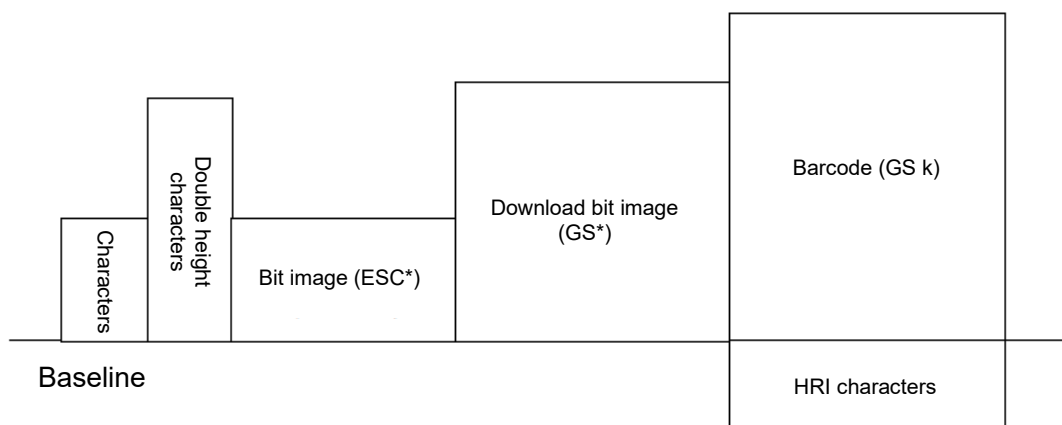 Characters
Double height
characters
Bit image (ESC*)
Download bit image
(GS*)
Barcode (GS k)
Baseline
HRI characters